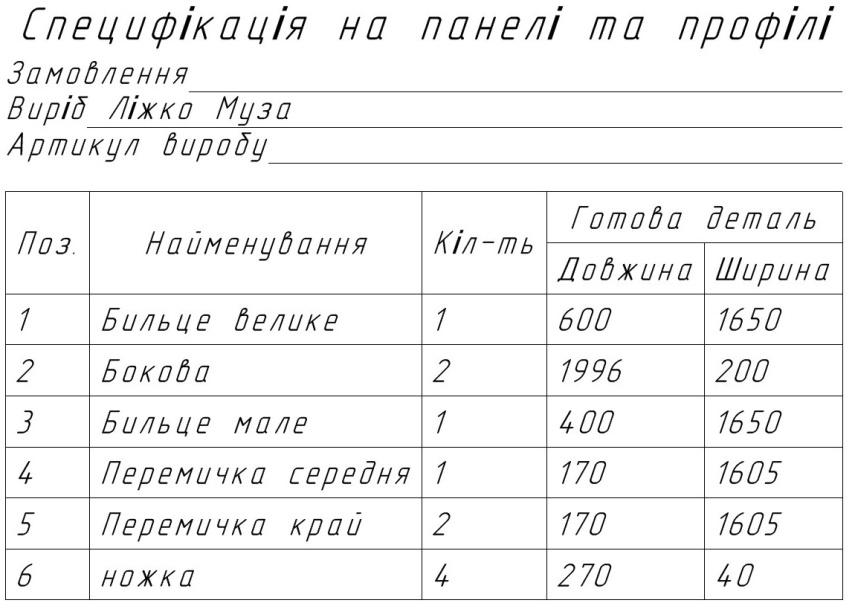 Специфікація на панелі та профілі
Замовлення
Виріб Ліжко Муза
Артикул виробу
Поз. Найменування Кіл-ть Готова деталь
Довжина Ширина
1 Бильце велике 1 600 1650
2 Бокова 2 1996 200
3 Бильце мале 1 400 1650
4 Перемичка середня 1 170 1605
5 Перемичка край 2 170 1605
6 ножка 4 270 40